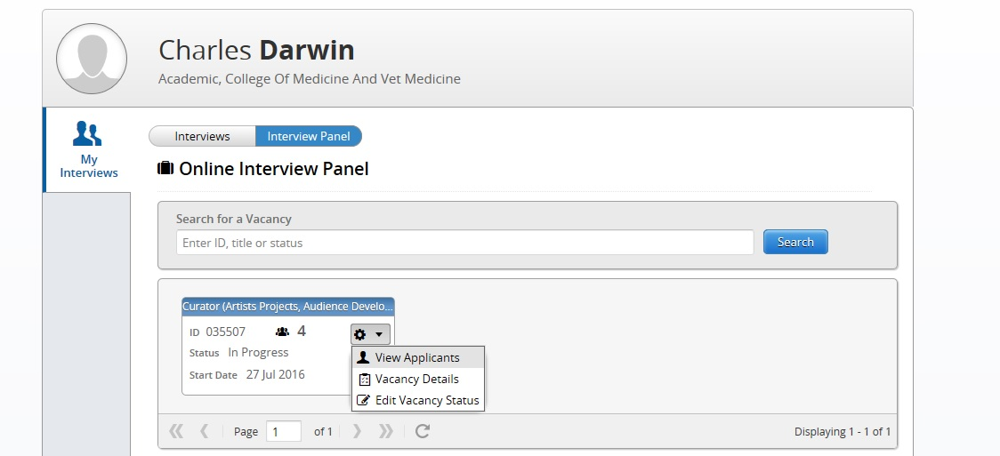 Charles Darwin
Academic, College Of Medicine And Vet Medicine
My
Interviews
Interviews
Interview Panel
Online Interview Panel
Search for a Vacancy
Enter ID, title or status
Search
Curator (Artists Projects, Audience Develo...
ID 035507 4
Status In Progress
Start Date 27 Jul 2016
View Applicants
Vacancy Details
Edit Vacancy Status
Page 1 of 1
Displaying 1 - 1 of 1